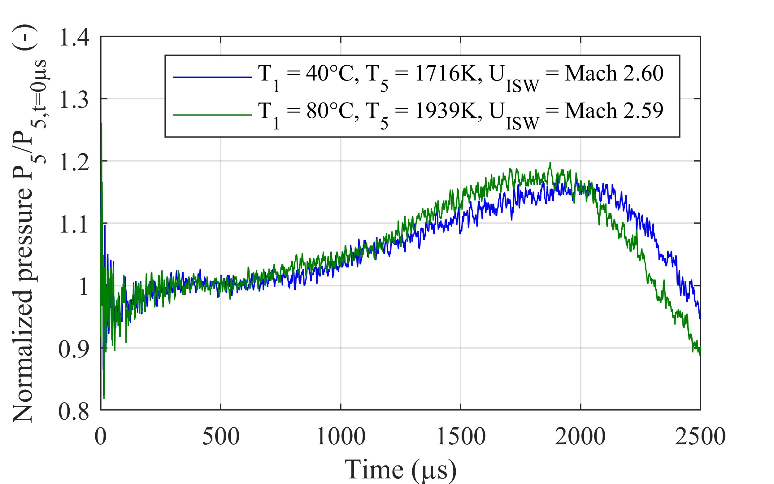 Normalized pressure P5/P5,t=0μs (-)
1.4
1.3
1.2
1.1
1
0.9
0.8
T1 = 40°C, T5 = 1716K, UISW = Mach 2.60
T1 = 80°C, T5 = 1939K, UISW = Mach 2.59
0 500 1000 1500 2000 2500
Time (μs)